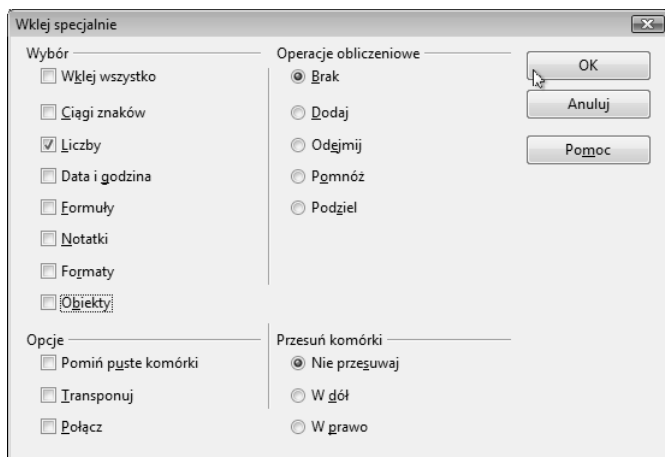 Wklej specjalnie
Wybór
Wklej wszystko
Ciągi znaków
Liczby
Data i godzina
Formuły
Notatki
Formaty
Obiekty
Operacje obliczeniowe
Brak
Dodaj
Odejmij
Pomnóż
Podziel
OK
Anuluj
Pomoc
Opcje
Pomiń puste komórki
Transponuj
Połącz
Przesuń komórki
Nie przesuwaj
W dół
W prawo